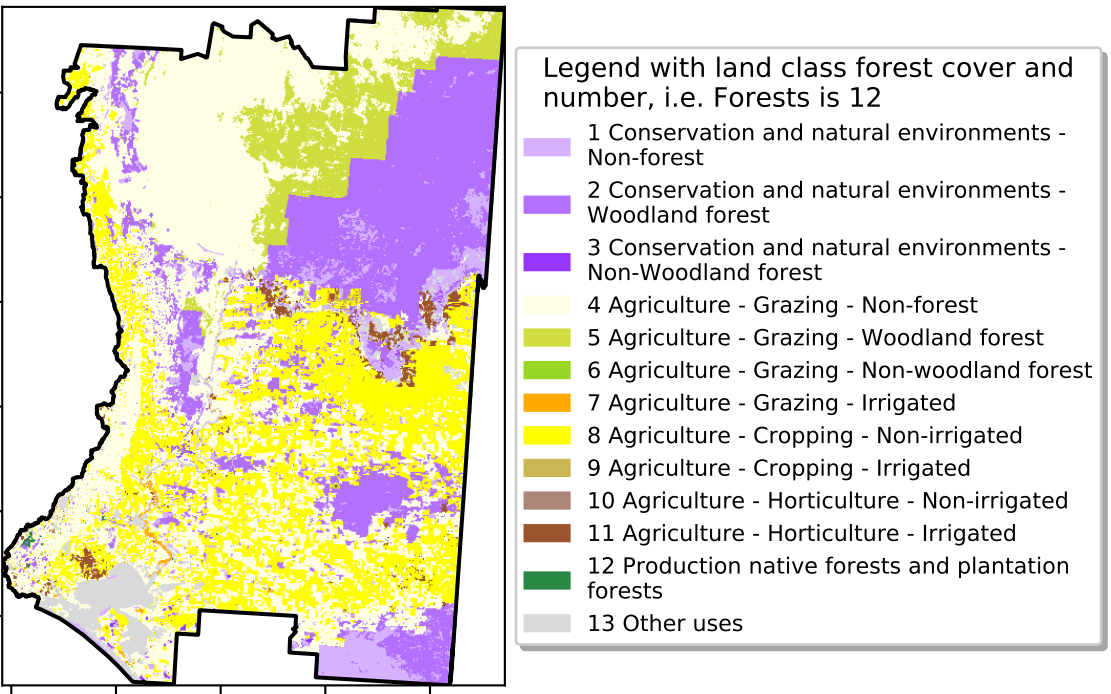 Legend with land class forest cover and
number, i.e. Forests is 12
1 Conservation and natural environments -
Non-forest
2 Conservation and natural environments -
Woodland forest
3 Conservation and natural environments -
Non-Woodland forest
4 Agriculture - Grazing - Non-forest
5 Agriculture - Grazing - Woodland forest
6 Agriculture - Grazing - Non-woodland forest
7 Agriculture - Grazing - Irrigated
8 Agriculture - Cropping - Non-irrigated
9 Agriculture - Cropping - Irrigated
10 Agriculture - Horticulture - Non-irrigated
11 Agriculture - Horticulture - Irrigated
12 Production native forests and plantation
forests
13 Other uses